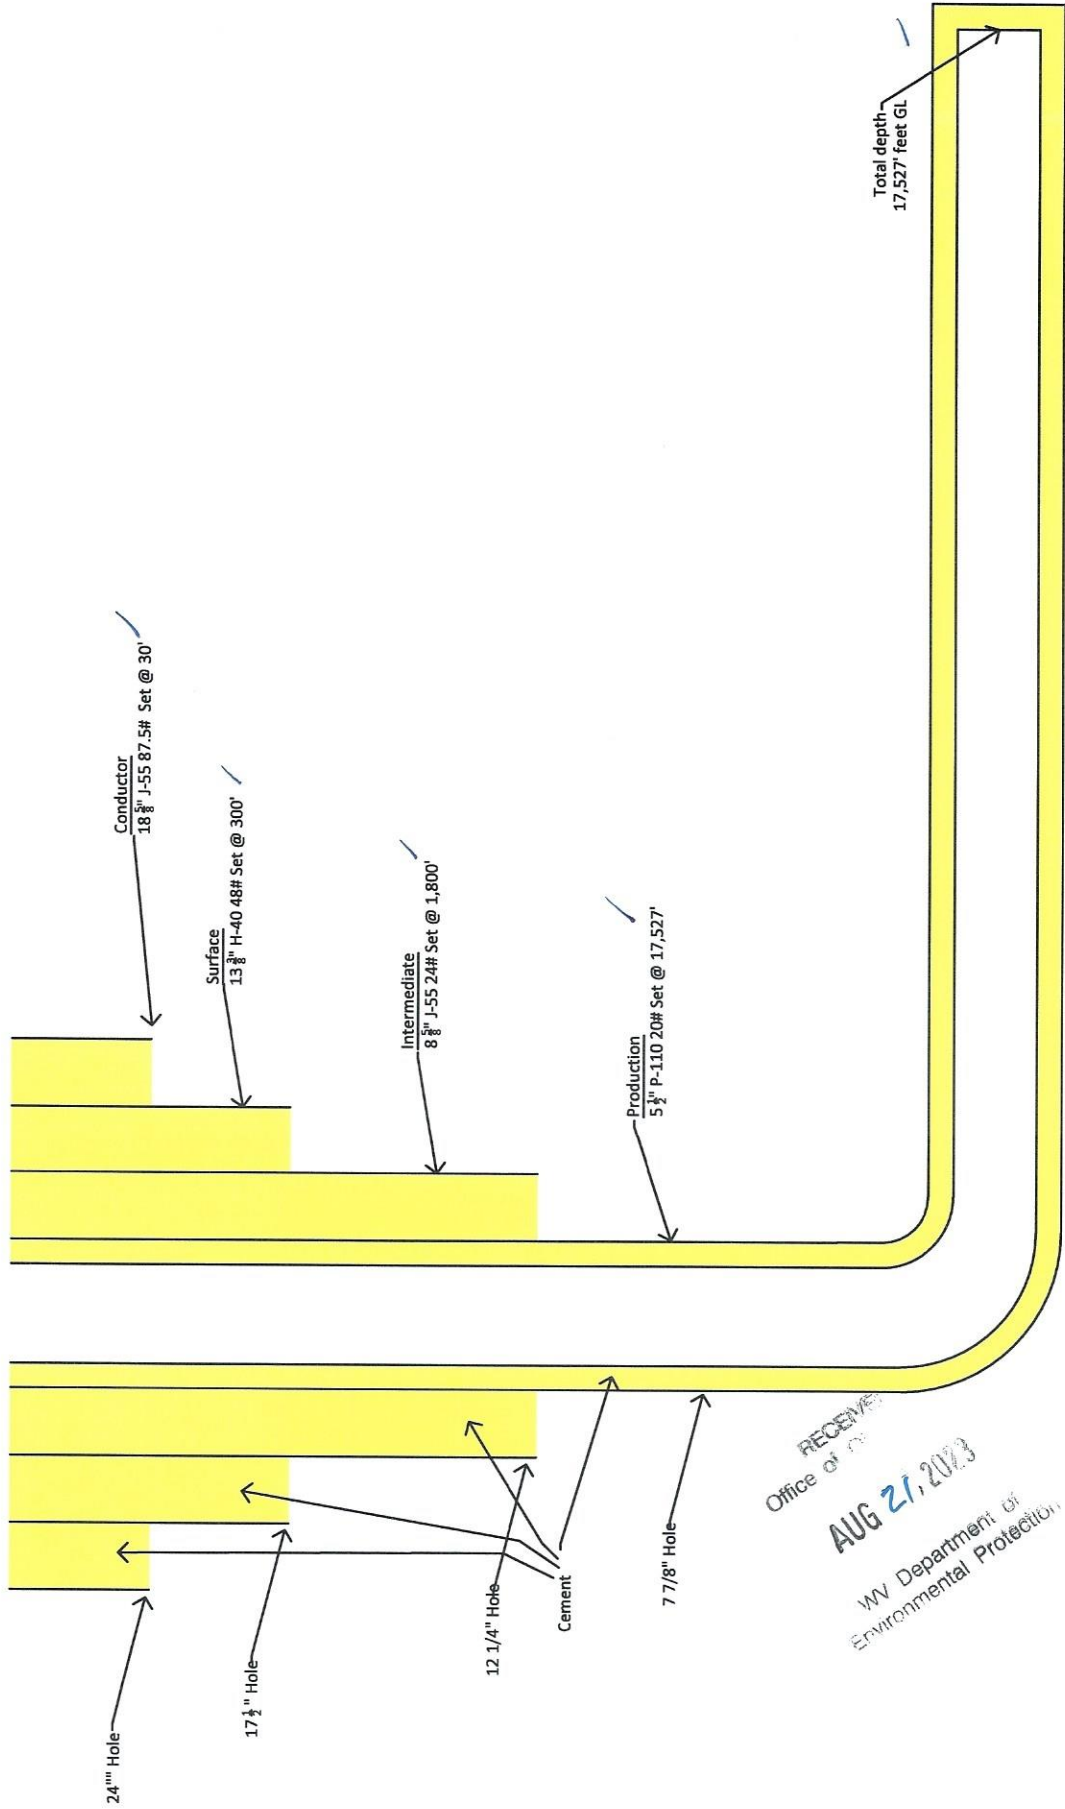 Conductor
18 5/8" J-55 87.5# Set @ 30'
Surface
13 3/8" H-40 48# Set @ 300'
Intermediate
8 5/8" J-55 24# Set @ 1,800'
Production
5 1/2" P-110 20# Set @ 17,527'
Total depth-
17,527' feet GL
24"" Hole
17 1/2" Hole
12 1/4" Hole
Cement
7 7/8" Hole
Office of
AUG 21, 2023
WV Department of
Environmental Protection